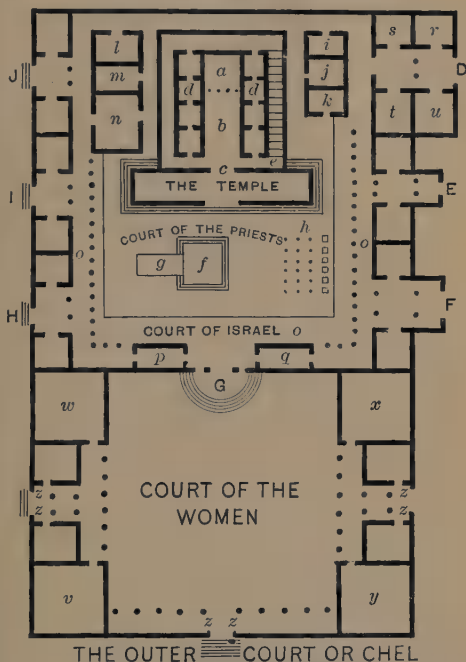 l
i
s
r
J
a
D
m
d
d
j
n
k
t
u
b
e
c
E
I
THE TEMPLE
h
COURT OF THE PRIESTS
o
o
g
f
F
H
COURT OF ISRAEL o
p
q
G
w
x
z
z
COURT OF THE
z
z
WOMEN
v
y
z z
THE OUTER COURT OR CHEL